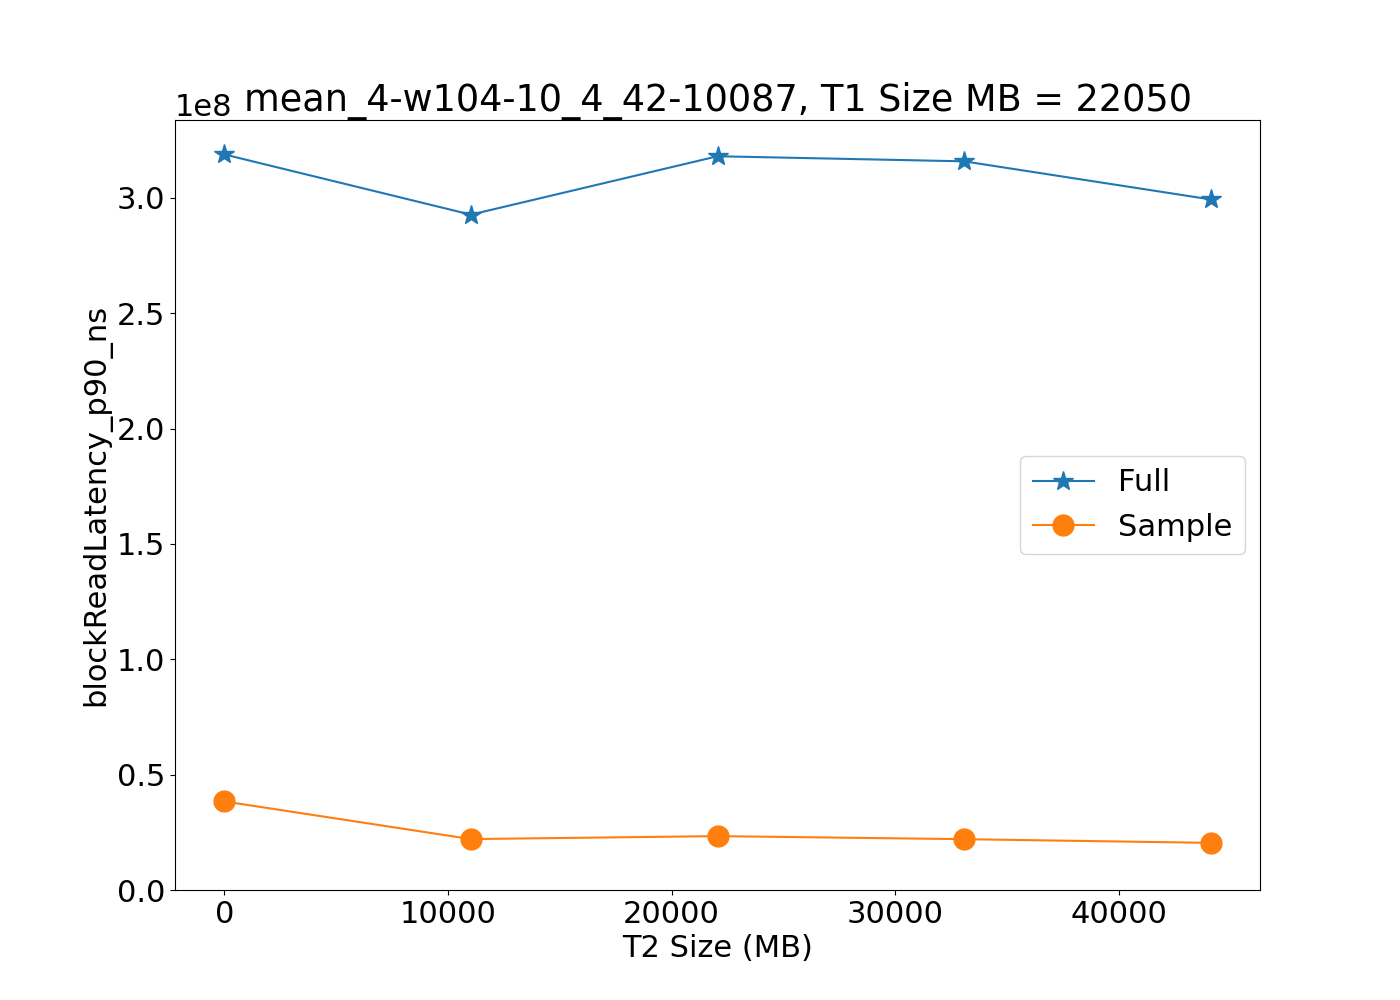 1e8
mean_4-w104-10_4_42-10087, T1 Size MB = 22050
blockReadLatency_p90_ns
3.0
2.5
2.0
1.5
1.0
0.5
0.0
Full
Sample
0 10000 20000 30000 40000
T2 Size (MB)